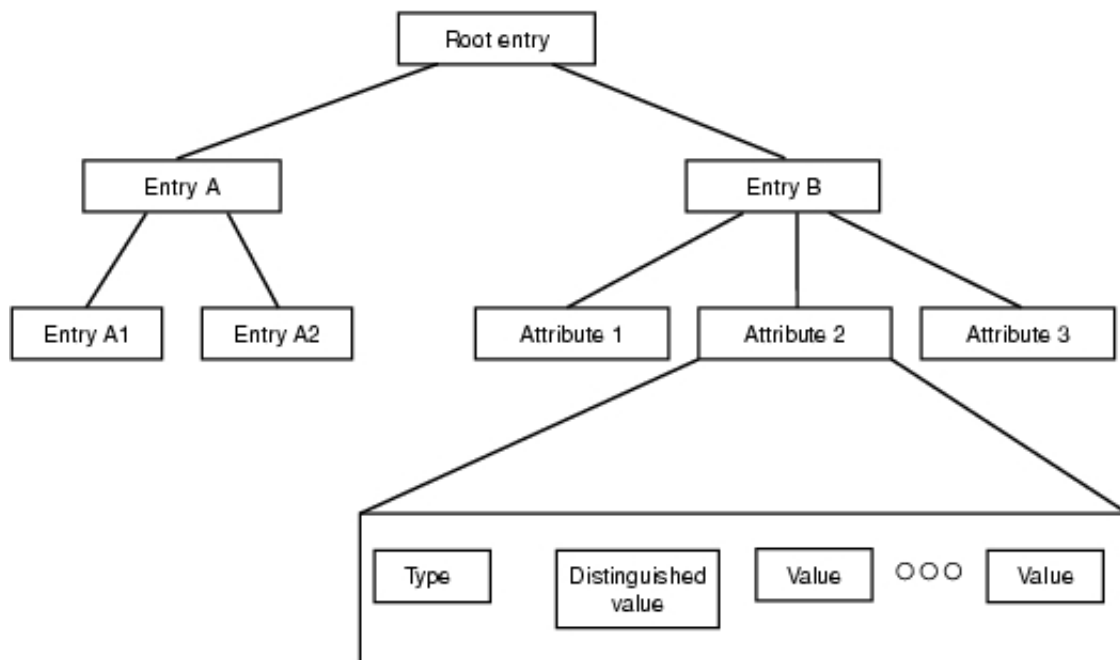 Root entry
Entry A
Entry B
Entry A1
Entry A2
Attribute 1
Attribute 2
Attribute 3
Type
Distinguished
value
Value
Value